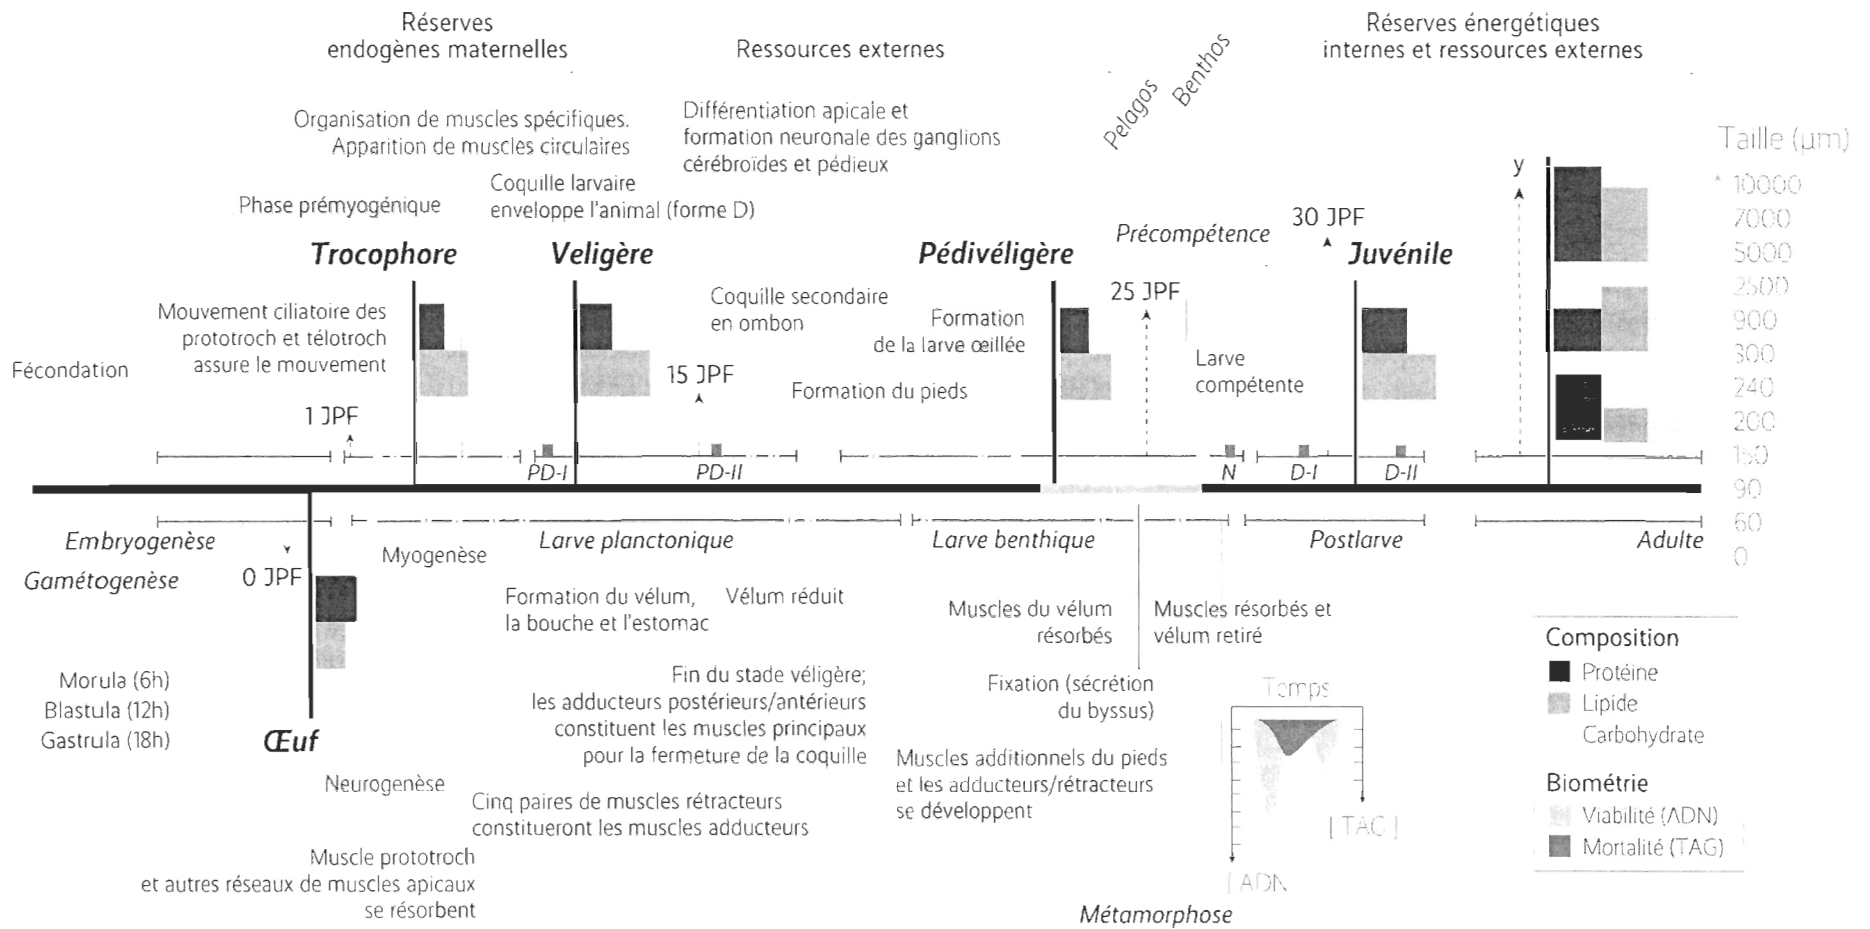 Réserves
endogènes maternelles
Ressources externes
Pelagos
Benthos
Réserves énergétiques
internes et ressources externes
Organisation de muscles spécifiques.
Apparition de muscles circulaires
Différentiation apicale et
formation neuronale des ganglions
cérébroïdes et pédieux
Phase prémyogénique
Coquille larvaire
enveloppe l'animal (forme D)
Trocophore
Veligère
Pédivéligère
Précompétence
30 JPF
Juvénile
y
Taille (µm)
10000
7000
5000
2500
900
300
240
200
150
90
60
0
Fécondation
Mouvement ciliatoire des
prototroch et télotroch
assure le mouvement
1 JPF
15 JPF
Coquille secondaire
en ombon
Formation du pieds
Formation
de la larve œillée
25 JPF
Larve
compétente
PD-I
PD-II
N
D-I
D-II
Embryogenèse
Gamétogenèse
0 JPF
Myogenèse
Larve planctonique
Larve benthique
Postlarve
Adulte
Formation du vélum,
la bouche et l'estomac
Vélum réduit
Muscles du vélum
résorbés
Muscles résorbés et
vélum retiré
Morula (6h)
Blastula (12h)
Gastrula (18h)
Œuf
Fin du stade véligère;
les adducteurs postérieurs/antérieurs
constituent les muscles principaux
pour la fermeture de la coquille
Fixation (sécrétion
du byssus)
Neurogenèse
Cinq paires de muscles rétracteurs
constitueront les muscles adducteurs
Muscles additionnels du pieds
et les adducteurs/rétracteurs
se développent
Muscle prototroch
et autres réseaux de muscles apicaux
se résorbent
Temps
[ TAG ]
[ ADN
Métamorphose
Composition
Protéine
Lipide
Carbohydrate
Biométrie
Viabilité (ADN)
Mortalité (TAG)